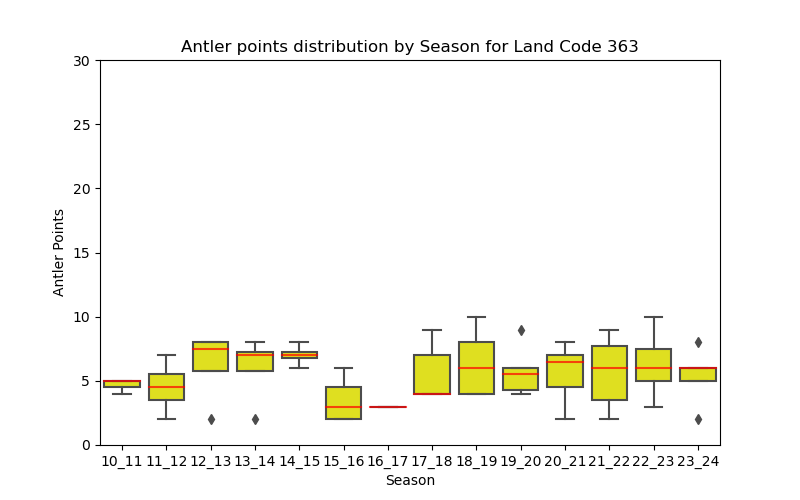 Antler points distribution by Season for Land Code 363
30
25
20
15
10
5
0
Antler Points
10_11 11_12 12_13 13_14 14_15 15_16 16_17 17_18 18_19 19_20 20_21 21_22 22_23 23_24
Season